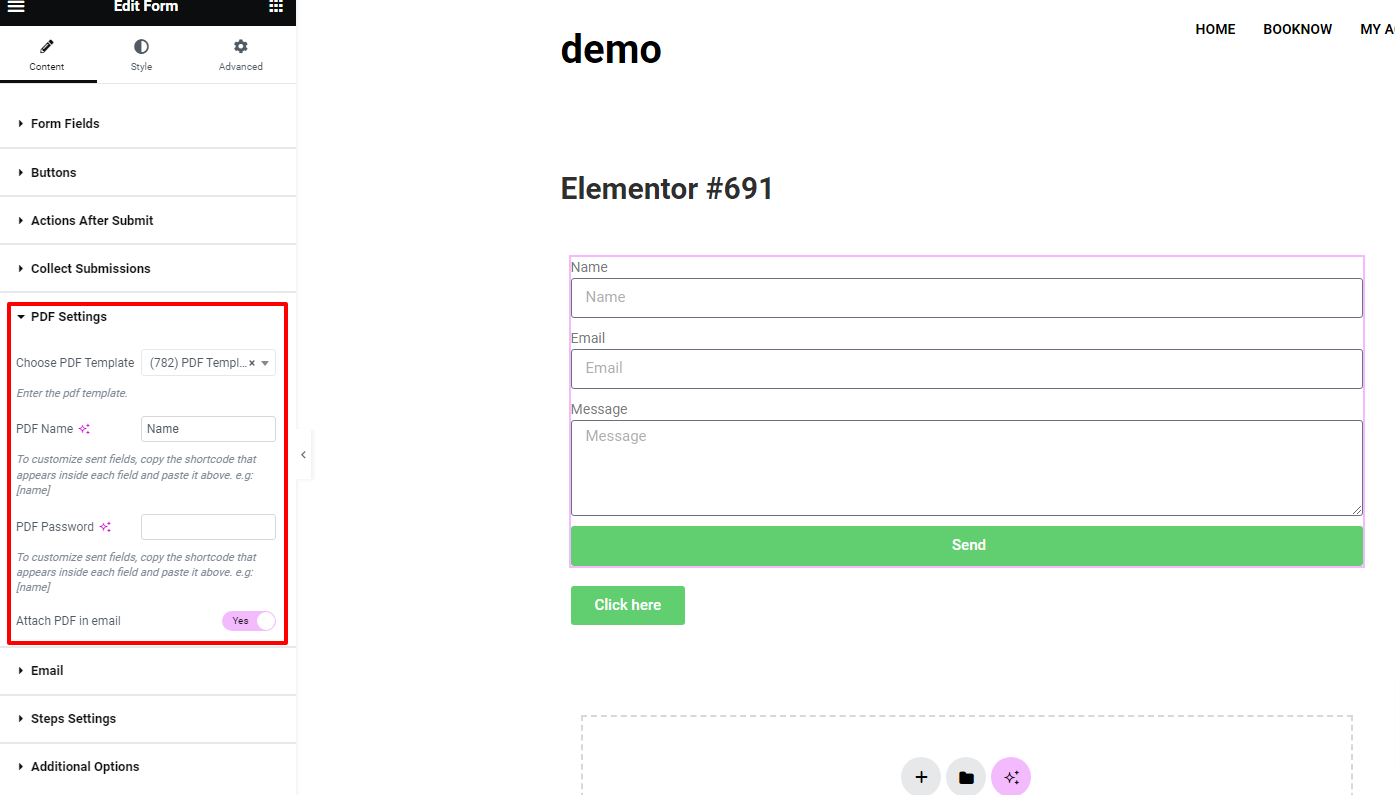 Edit Form
Content
Style
Advanced
Form Fields
Buttons
Actions After Submit
Collect Submissions
PDF Settings
Choose PDF Template
(782) PDF Templ...×
Enter the pdf template.
PDF Name
Name
To customize sent fields, copy the shortcode that
appears inside each field and paste it above. e.g:
[name]
PDF Password
To customize sent fields, copy the shortcode that
appears inside each field and paste it above. e.g:
[name]
Attach PDF in email
Yes
Email
Steps Settings
Additional Options
demo
HOME
BOOKNOW
MY A
Elementor #691
Name
Name
Email
Email
Message
Message
Send
Click here